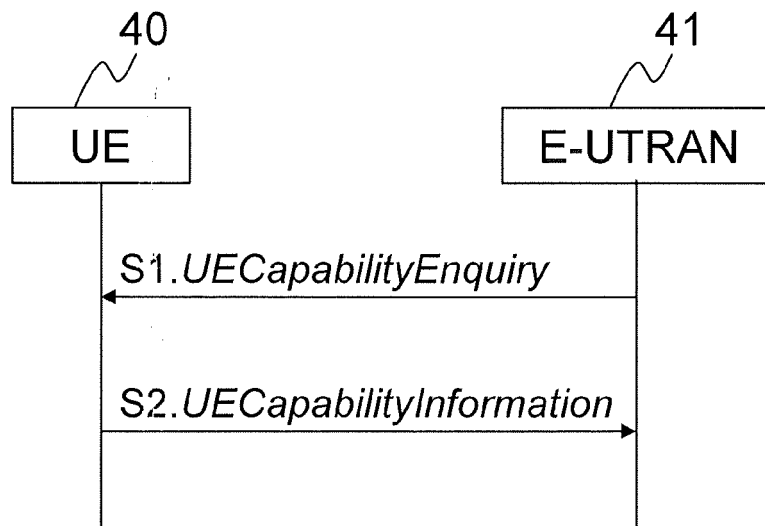 40
41
UE
E-UTRAN
S1.UECapabilityEnquiry
S2.UECapabilityInformation